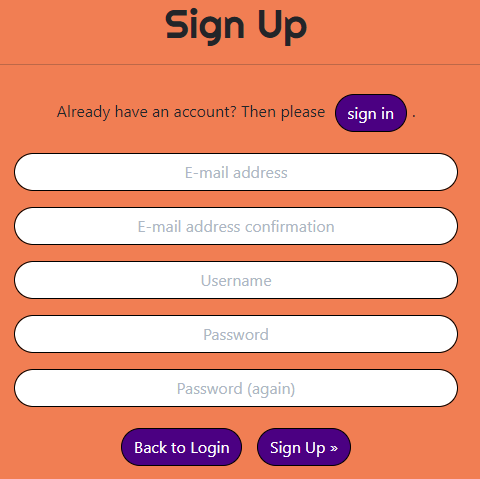 Sign Up
Already have an account? Then please sign in .
E-mail address
E-mail address confirmation
Username
Password
Password (again)
Back to Login Sign Up »